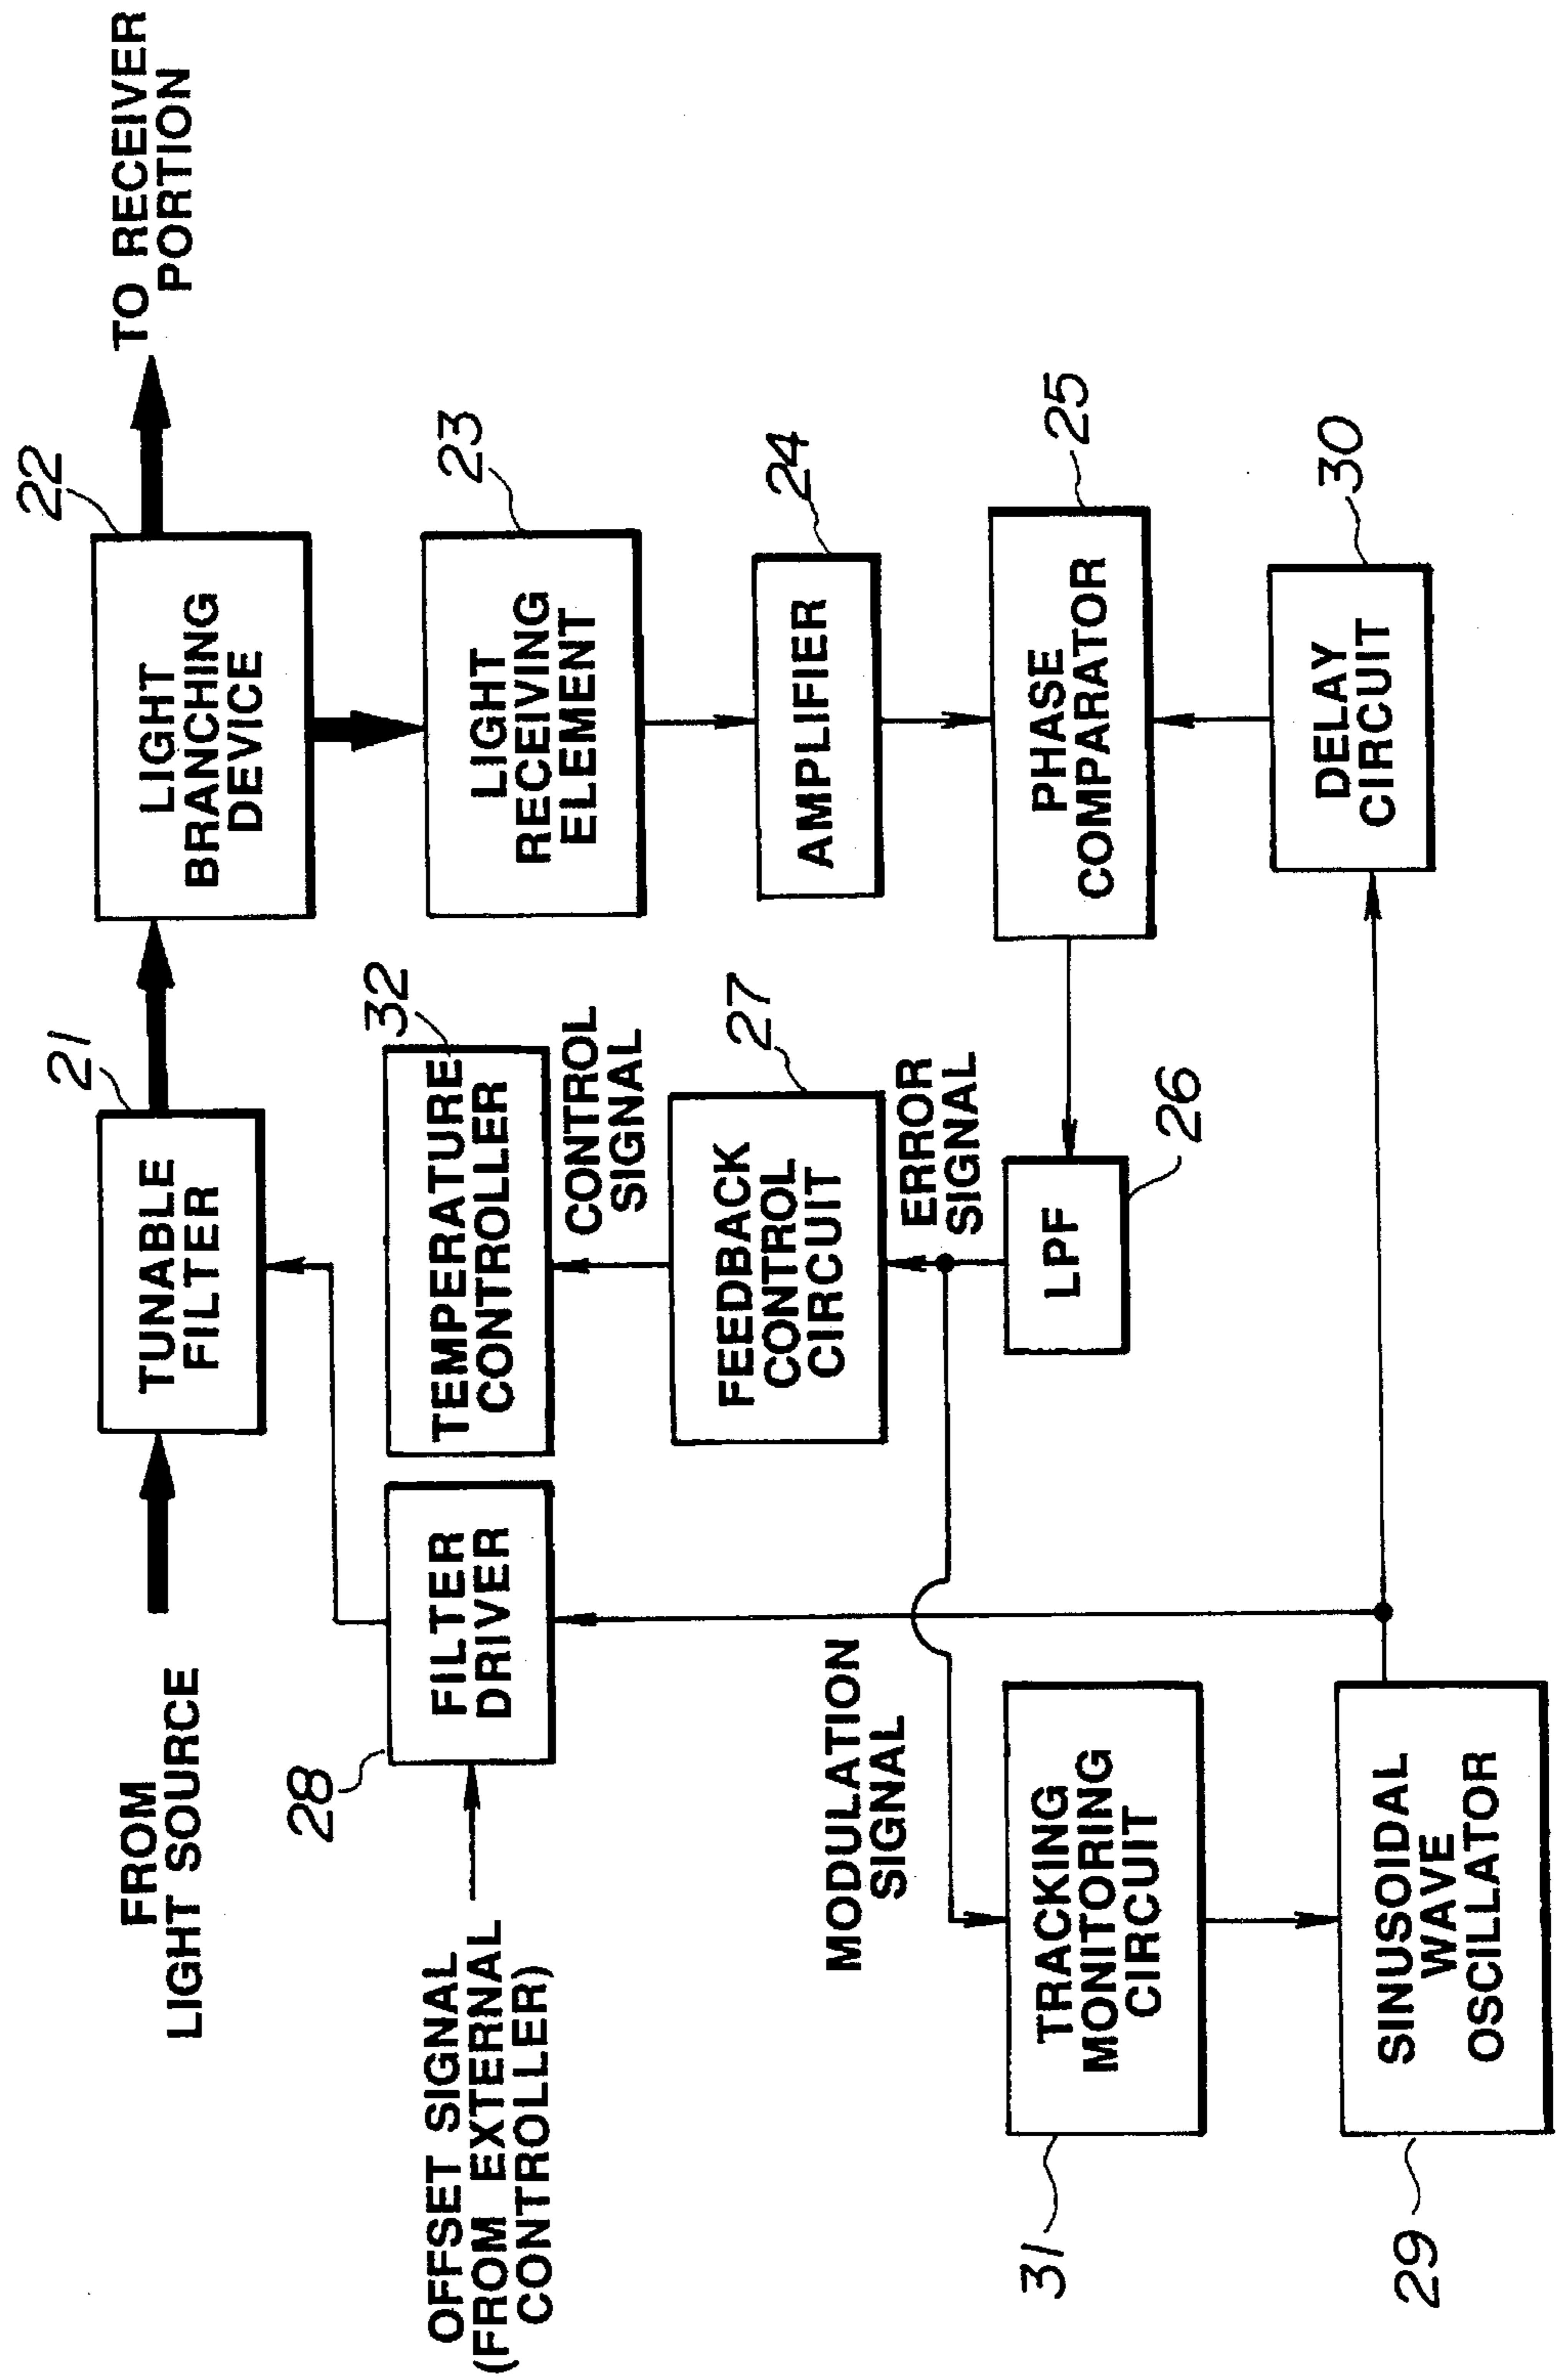 FROM
LIGHT SOURCE
TUNABLE
FILTER
21
LIGHT
BRANCHING
DEVICE
22
TO RECEIVER
PORTION
OFFSET SIGNAL
(FROM EXTERNAL
CONTROLLER)
28
FILTER
DRIVER
TEMPERATURE
CONTROLLER
32
LIGHT
RECEIVING
ELEMENT
23
CONTROL
SIGNAL
FEEDBACK
CONTROL
CIRCUIT
27
AMPLIFIER
24
MODULATION
SIGNAL
ERROR
SIGNAL
31
TRACKING
MONITORING
CIRCUIT
LPF
26
PHASE
COMPARATOR
25
29
SINUSOIDAL
WAVE
OSCILLATOR
DELAY
CIRCUIT
30